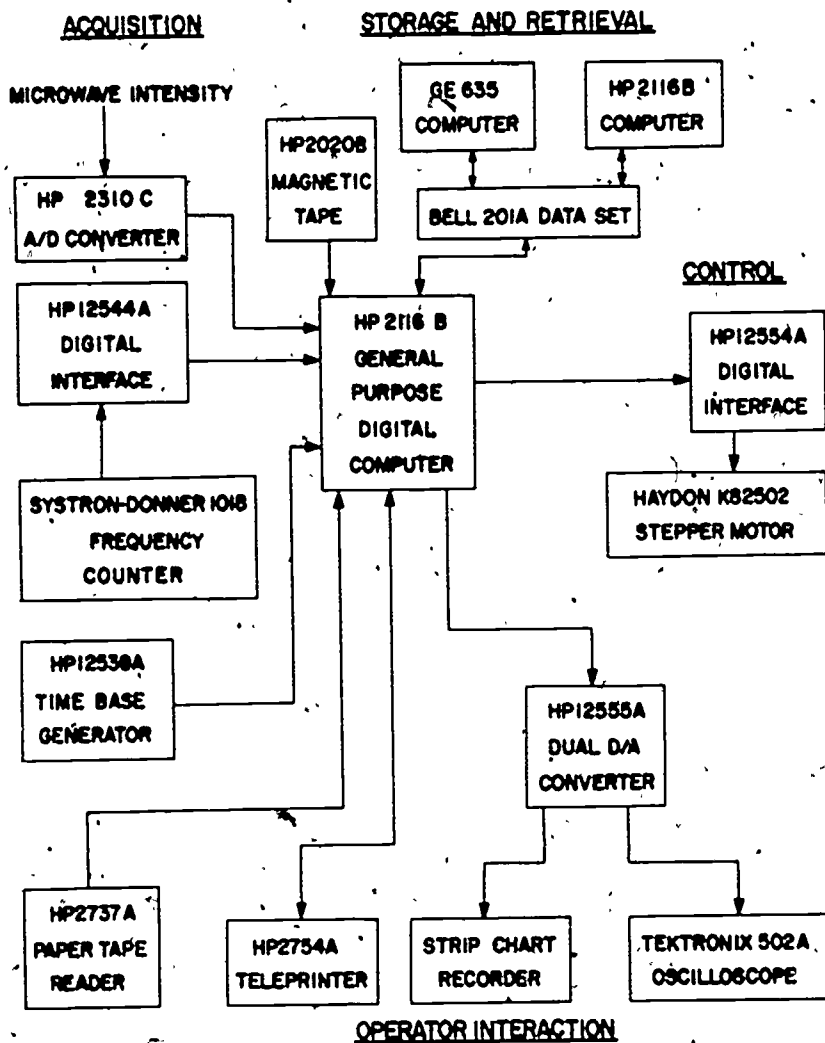 ACQUISITION
STORAGE AND RETRIEVAL
MICROWAVE INTENSITY
HP 2310 C
A/D CONVERTER
HP2020B
MAGNETIC
TAPE
GE 635
COMPUTER
HP 2116B
COMPUTER
BELL 201A DATA SET
HP12544A
DIGITAL
INTERFACE
HP 2116 B
GENERAL
PURPOSE
DIGITAL
COMPUTER
CONTROL
HP12554A
DIGITAL
INTERFACE
SYSTRON-DONNER 1018
FREQUENCY
COUNTER
HAYDON K82502
STEPPER MOTOR
HP12539A
TIME BASE
GENERATOR
HP12555A
DUAL D/A
CONVERTER
HP2737A
PAPER TAPE
READER
HP2754A
TELEPRINTER
STRIP CHART
RECORDER
TEKTRONIX 502A
OSCILLOSCOPE
OPERATOR INTERACTION